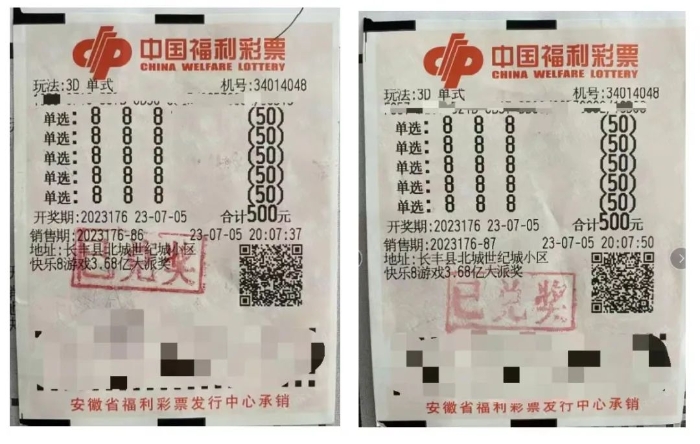 中国福利彩票
CHINA WELFARE LOTTERY
玩法:3D 单式 机号:34014048
单选: 8 8 8 (50)
单选: 8 8 8 (50)
单选: 8 8 8 (50)
单选: 8 8 8 (50)
单选: 8 8 8 (50)
开奖期:2023176 23-07-05 合计500元
销售期:2023176-86 23-07-05 20:07:37
地址:长丰县北城世纪城小区
快乐8游戏3.68亿大派奖
已兑奖
安徽省福利彩票发行中心承销
中国福利彩票
CHINA WELFARE LOTTERY
玩法:3D 单式 机号:34014048
单选: 8 8 8 (50)
单选: 8 8 8 (50)
单选: 8 8 8 (50)
单选: 8 8 8 (50)
单选: 8 8 8 (50)
开奖期:2023176 23-07-05 合计500元
销售期:2023176-87 23-07-05 20:07:50
地址:长丰县北城世纪城小区
快乐8游戏3.68亿大派奖
已兑奖
安徽省福利彩票发行中心承销